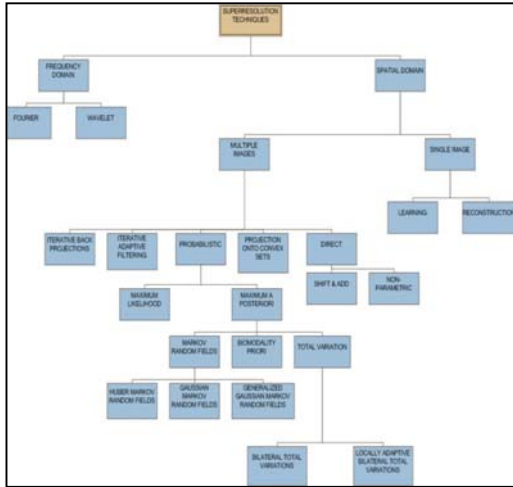 SUPERRESOLUTION
TECHNIQUES
FREQUENCY
DOMAIN
SPATIAL DOMAIN
FOURIER
WAVELET
MULTIPLE
IMAGES
SINGLE IMAGE
LEARNING
RECONSTRUCTION
ITERATIVE BACK
PROJECTIONS
ITERATIVE
ADAPTIVE
FILTERING
PROBABILISTIC
PROJECTION
ONTO CONVEX
SETS
DIRECT
MAXIMUM
LIKELIHOOD
MAXIMUM A
POSTERIORI
SHIFT & ADD
NON-
PARAMETRIC
MARKOV
RANDOM FIELDS
BIOMODALITY
PRIORI
TOTAL VARIATION
HUBER MARKOV
RANDOM FIELDS
GAUSSIAN
MARKOV
RANDOM FIELDS
GENERALIZED
GAUSSIAN MARKOV
RANDOM FIELDS
BILATERAL TOTAL
VARIATIONS
LOCALLY ADAPTIVE
BILATERAL TOTAL
VARIATIONS